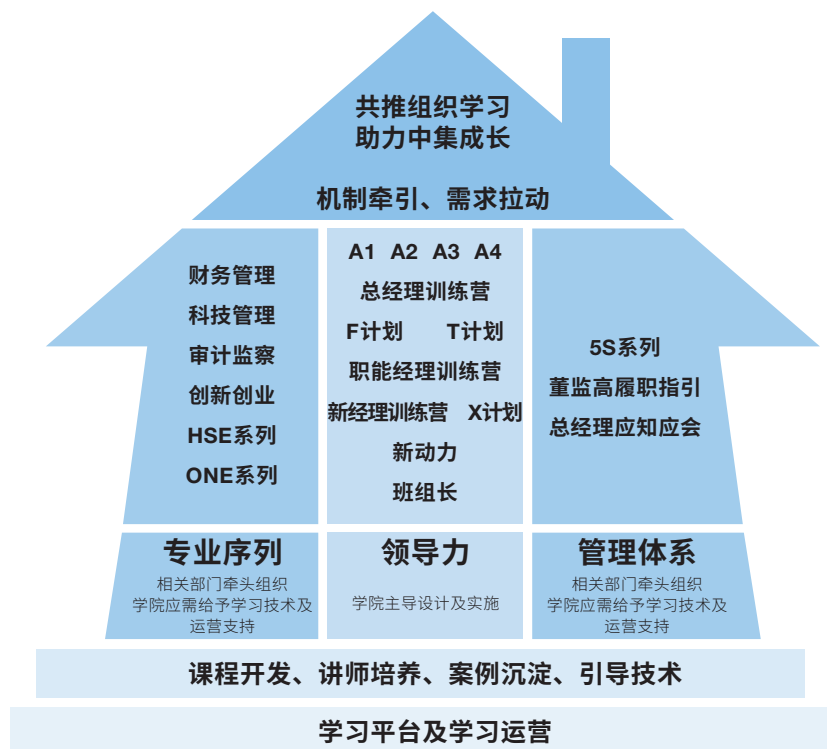 共推组织学习
助力中集成长
机制牵引、需求拉动
财务管理
科技管理
审计监察
创新创业
HSE系列
ONE系列
A1 A2 A3 A4
总经理训练营
F计划 T计划
职能经理训练营
新经理训练营 X计划
新动力
班组长
5S系列
董监高履职指引
总经理应知应会
专业序列
相关部门牵头组织
学院应需给予学习技术及
运营支持
领导力
学院主导设计及实施
管理体系
相关部门牵头组织
学院应需给予学习技术及
运营支持
课程开发、讲师培养、案例沉淀、引导技术
学习平台及学习运营